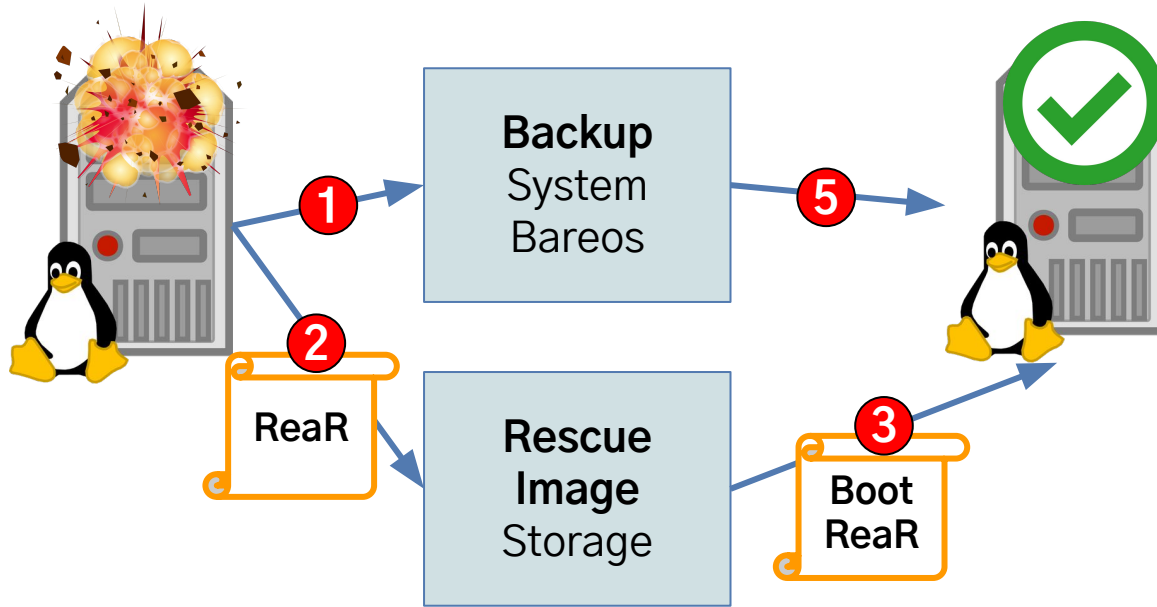 1
Backup
System
Bareos
5
2
ReaR
Rescue
Image
Storage
3
Boot
ReaR